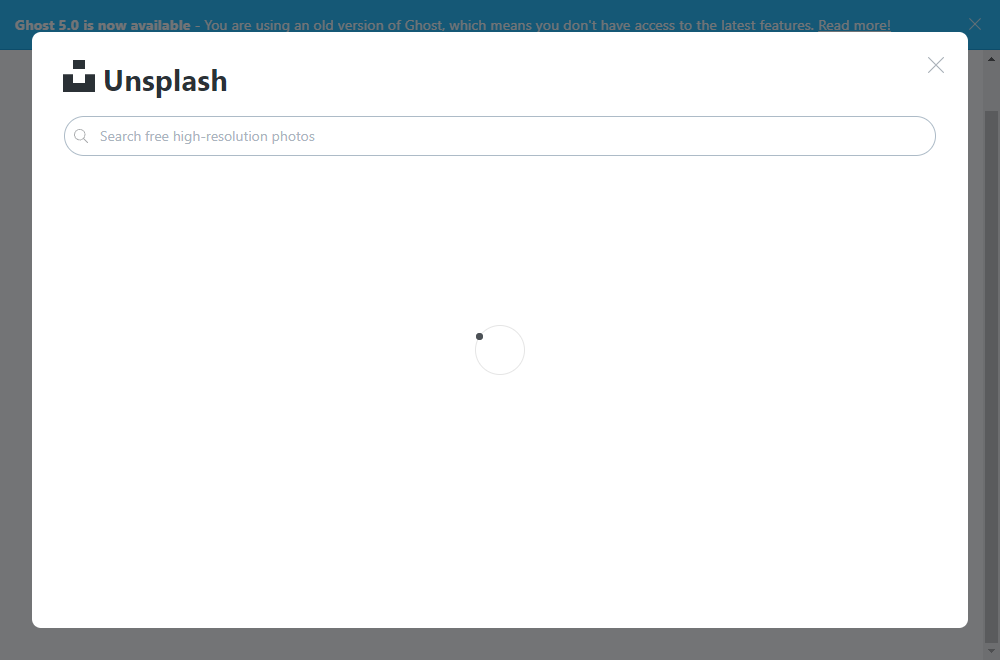 Ghost 5.0 is now available - You are using an old version of Ghost, which means you don't have access to the latest features. Read more!
Unsplash
Search free high-resolution photos